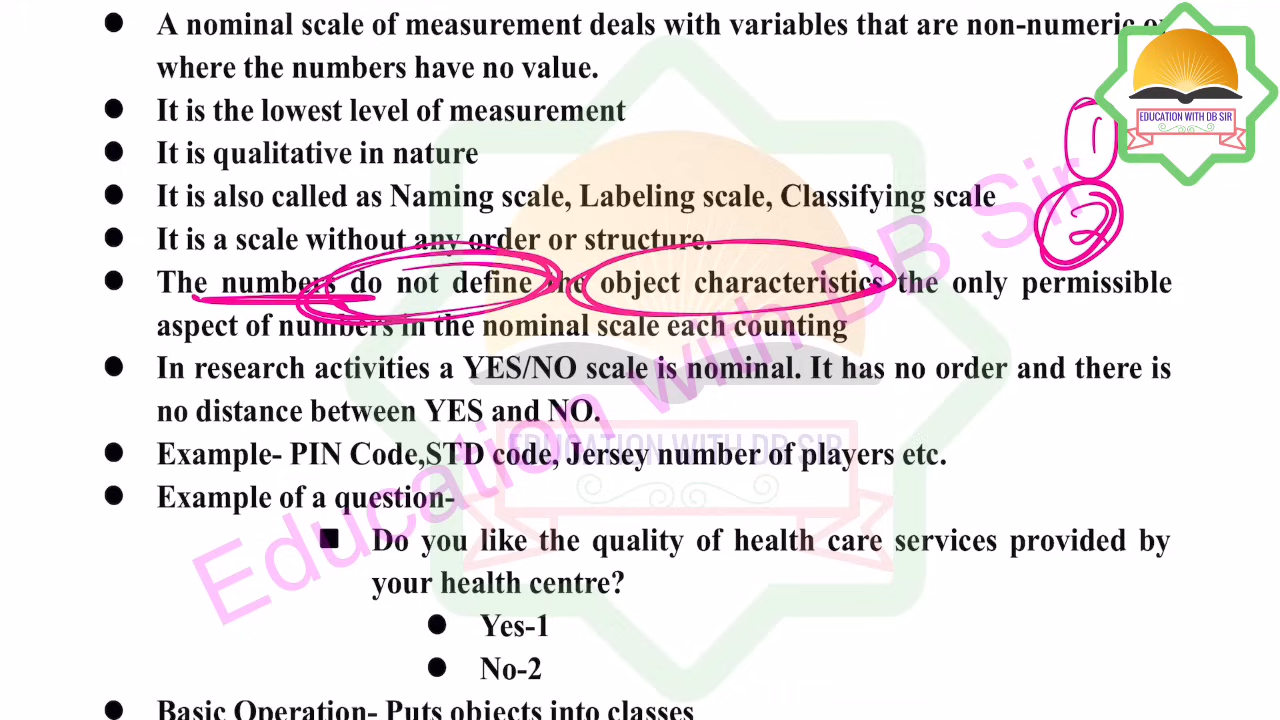 A nominal scale of measurement deals with variables that are non-numeric or
where the numbers have no value.
It is the lowest level of measurement
It is qualitative in nature
It is also called as Naming scale, Labeling scale, Classifying scale
It is a scale without any order or structure.
The numbers do not define the object characteristics the only permissible
aspect of numbers in the nominal scale each counting
In research activities a YES/NO scale is nominal. It has no order and there is
no distance between YES and NO.
Example- PIN Code,STD code, Jersey number of players etc.
Example of a question-
Do you like the quality of health care services provided by
your health centre?
Yes-1
No-2
Basic Operation- Puts objects into classes
EDUCATION WITH DB SIR
1
2
Education with DB Sir
EDUCATION WITH DB SIR